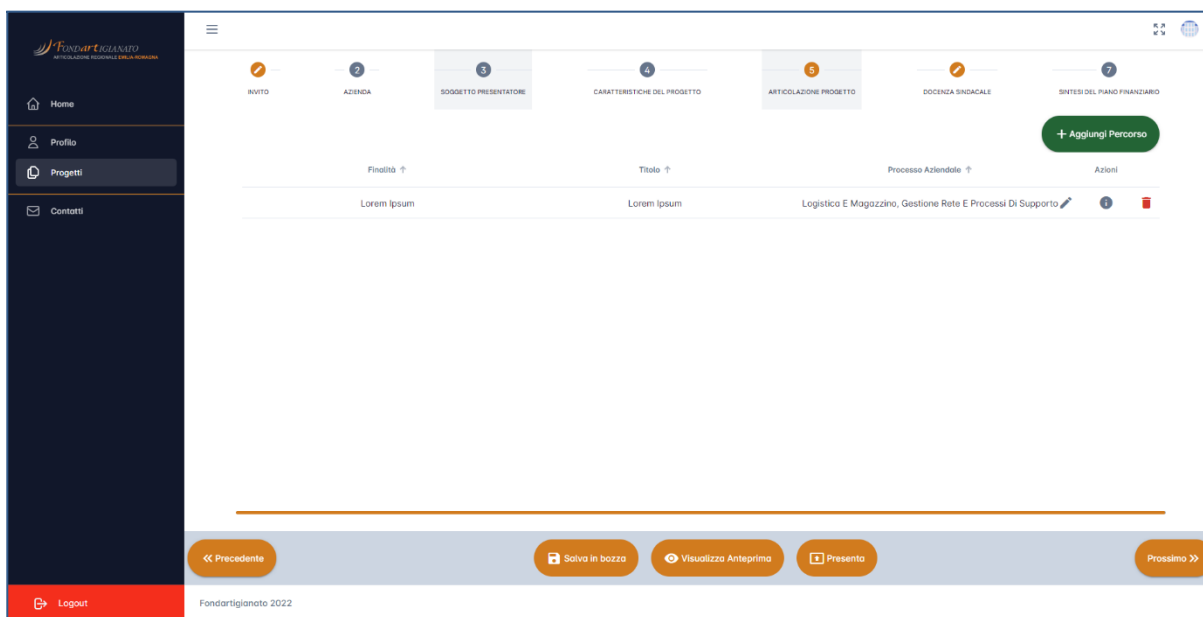 FONDartIGIANATO
ARTICOLAZIONE REGIONALE EMILIA-ROMAGNA
Home
Profilo
Progetti
Contatti
Logout
INVITO
2
AZIENDA
3
SOGGETTO PRESENTATORE
4
CARATTERISTICHE DEL PROGETTO
5
ARTICOLAZIONE PROGETTO
DOCENZA SINDACALE
7
SINTESI DEL PIANO FINANZIARIO
+ Aggiungi Percorso
Finalità ↑ Titolo ↑ Processo Aziendale ↑ Azioni
Lorem Ipsum Lorem Ipsum Logistica E Magazzino, Gestione Rete E Processi Di Supporto
Precedente Salva in bozza Visualizza Anteprima Presenta Prossimo
Fondartigianato 2022